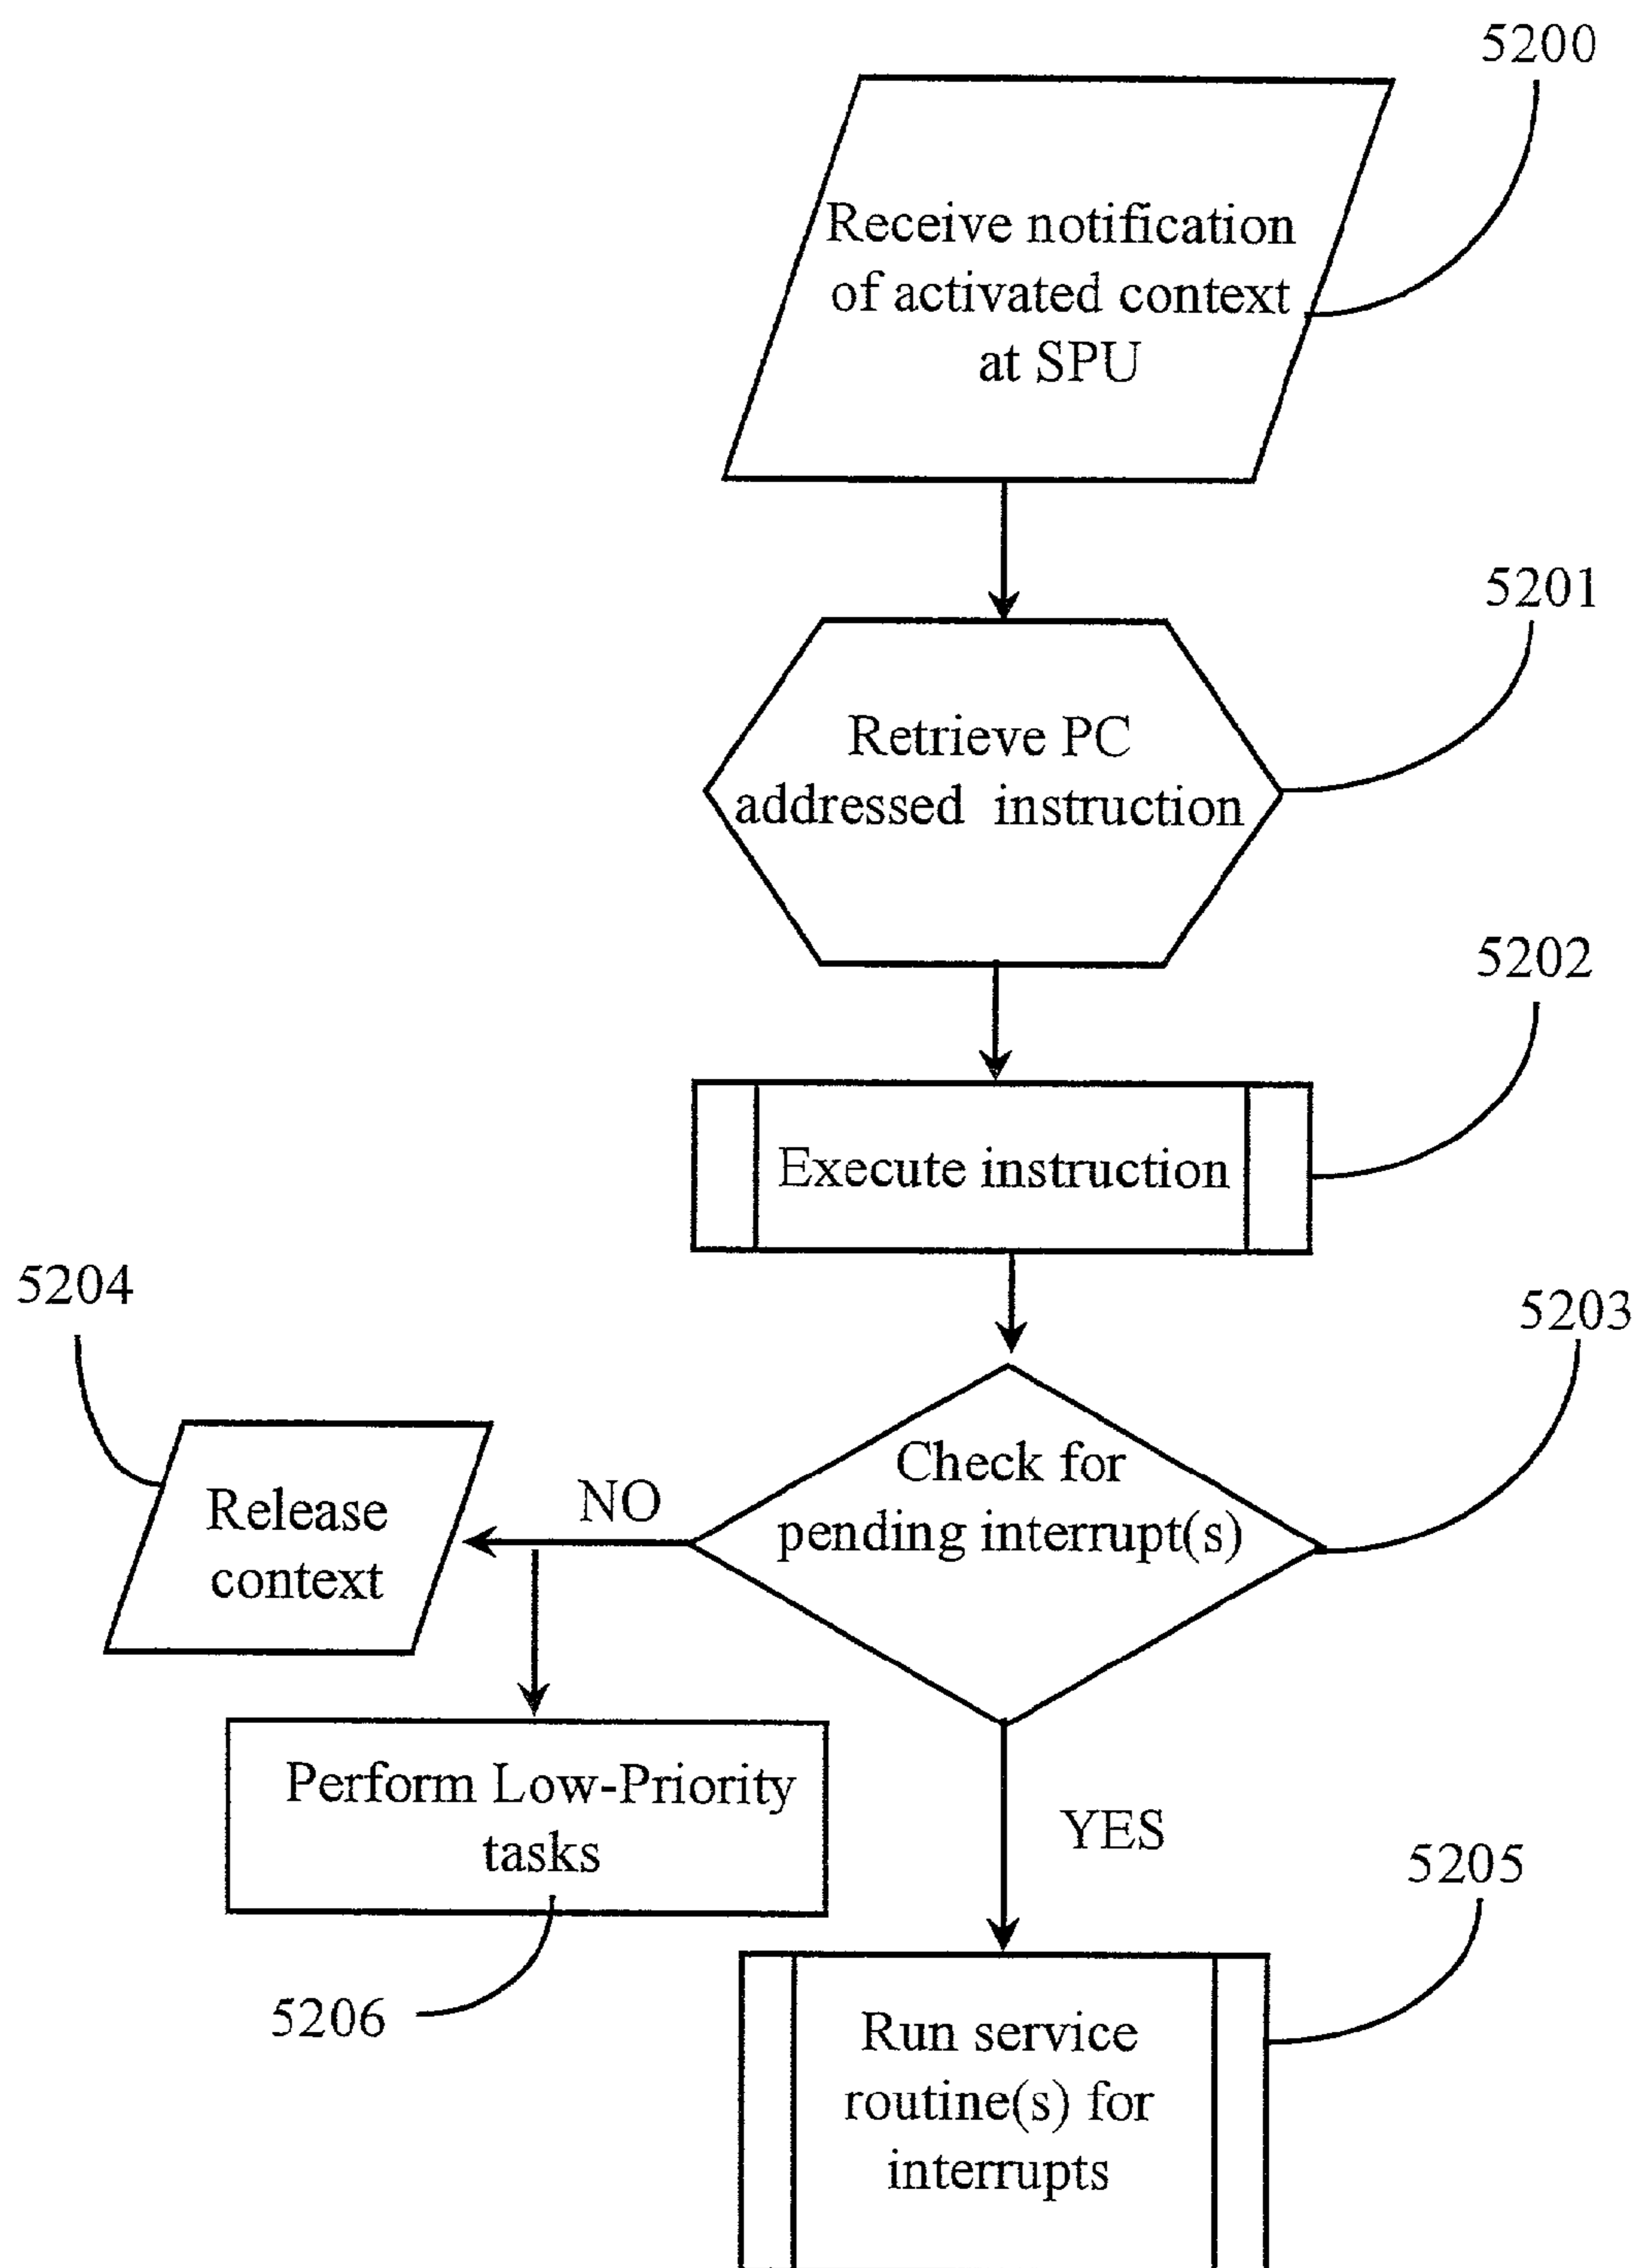 5200
Receive notification
of activated context
at SPU
5201
Retrieve PC
addressed instruction
5202
Execute instruction
5204
5203
Check for
pending interrupt(s)
NO
Release
context
Perform Low-Priority
tasks
YES
5205
5206
Run service
routine(s) for
interrupts